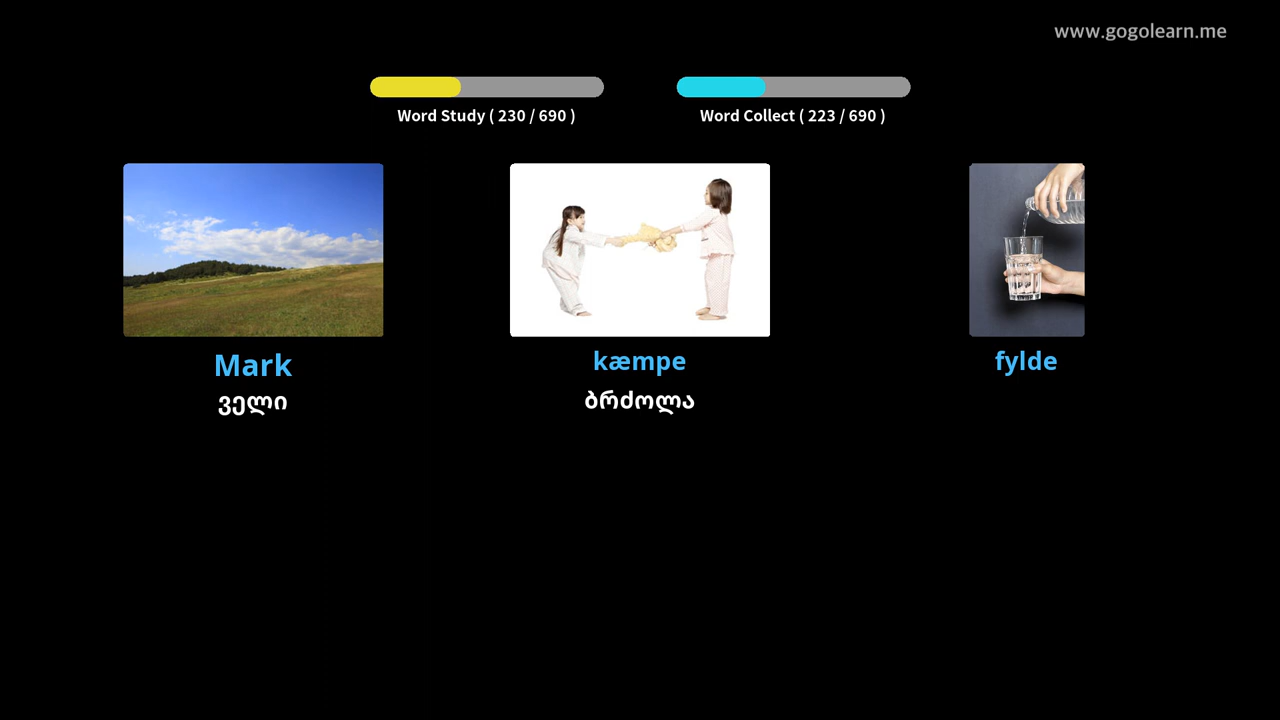 www.gogolearn.me
Word Study ( 230 / 690 )
Word Collect ( 223 / 690 )
Mark
ველი
kæmpe
ბრძოლა
fylde